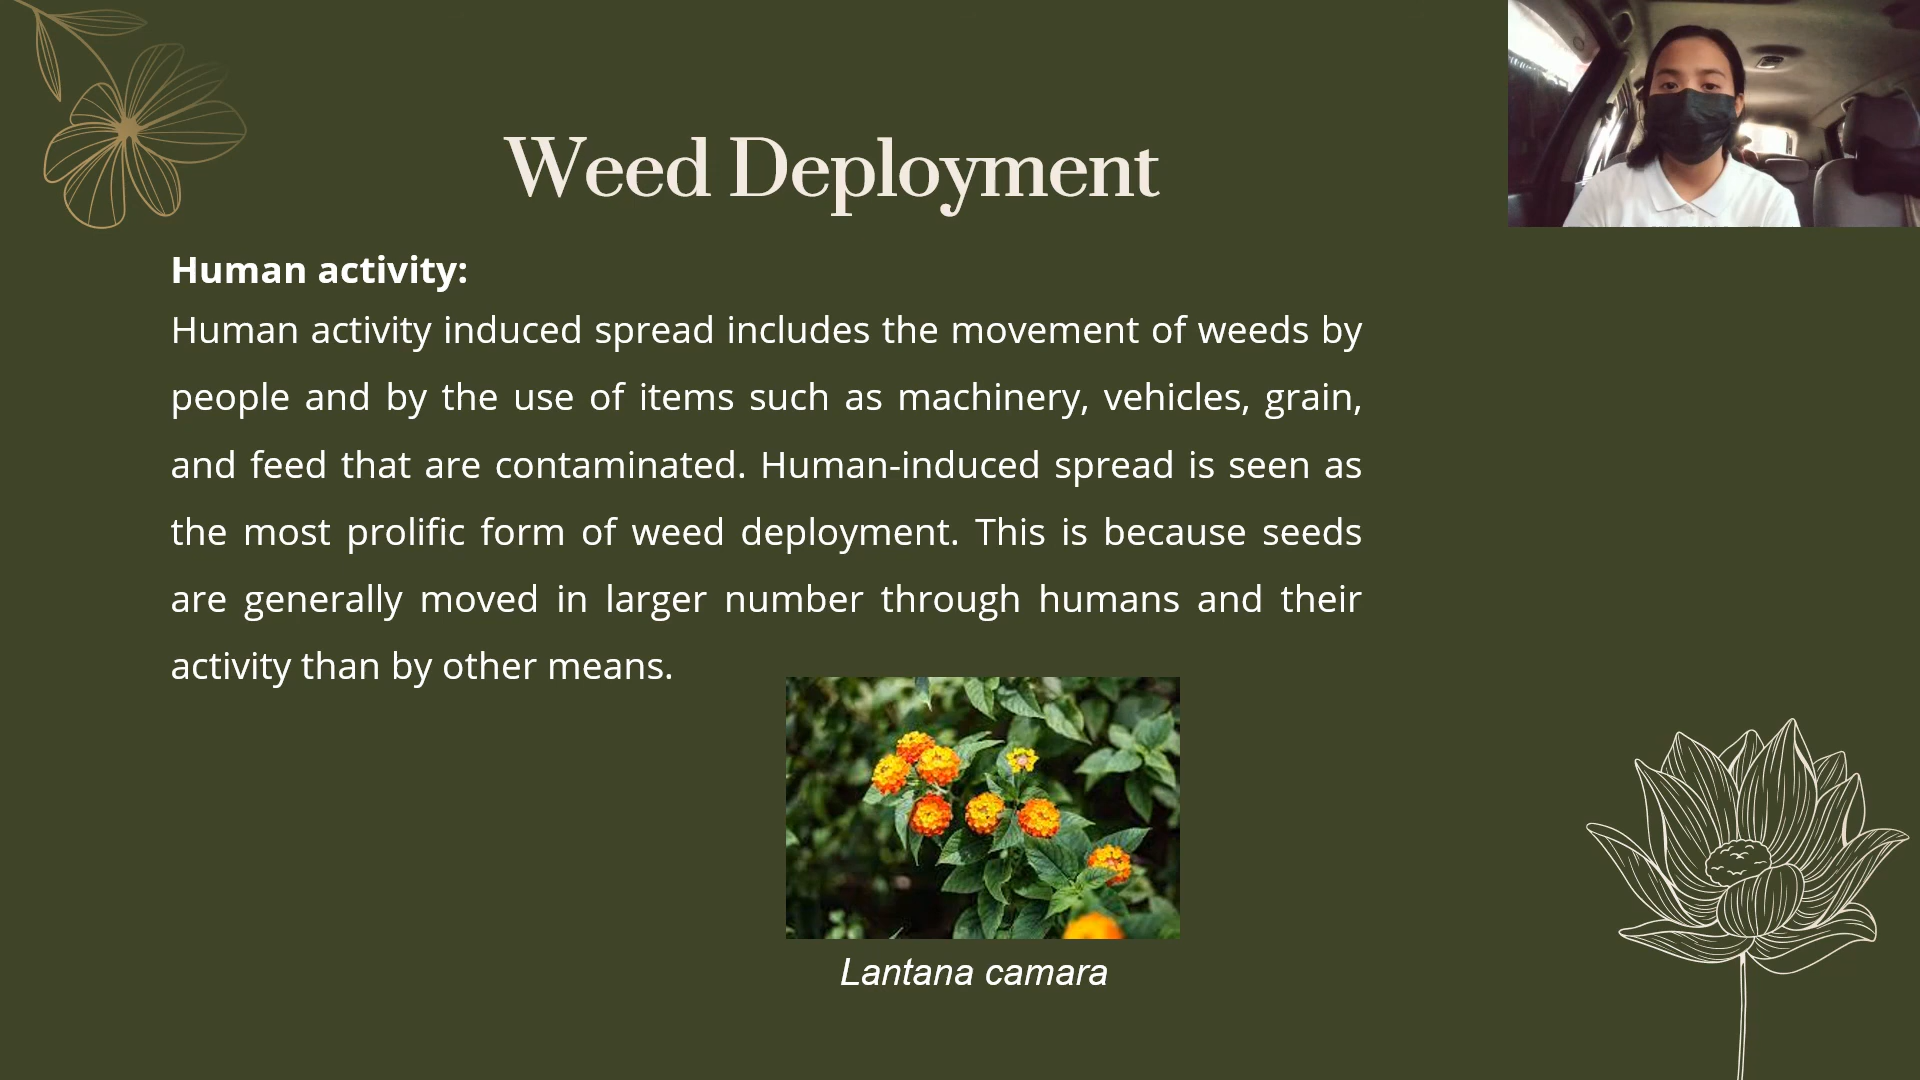 Weed Deployment
Human activity:
Human activity induced spread includes the movement of weeds by
people and by the use of items such as machinery, vehicles, grain,
and feed that are contaminated. Human-induced spread is seen as
the most prolific form of weed deployment. This is because seeds
are generally moved in larger number through humans and their
activity than by other means.
Lantana camara